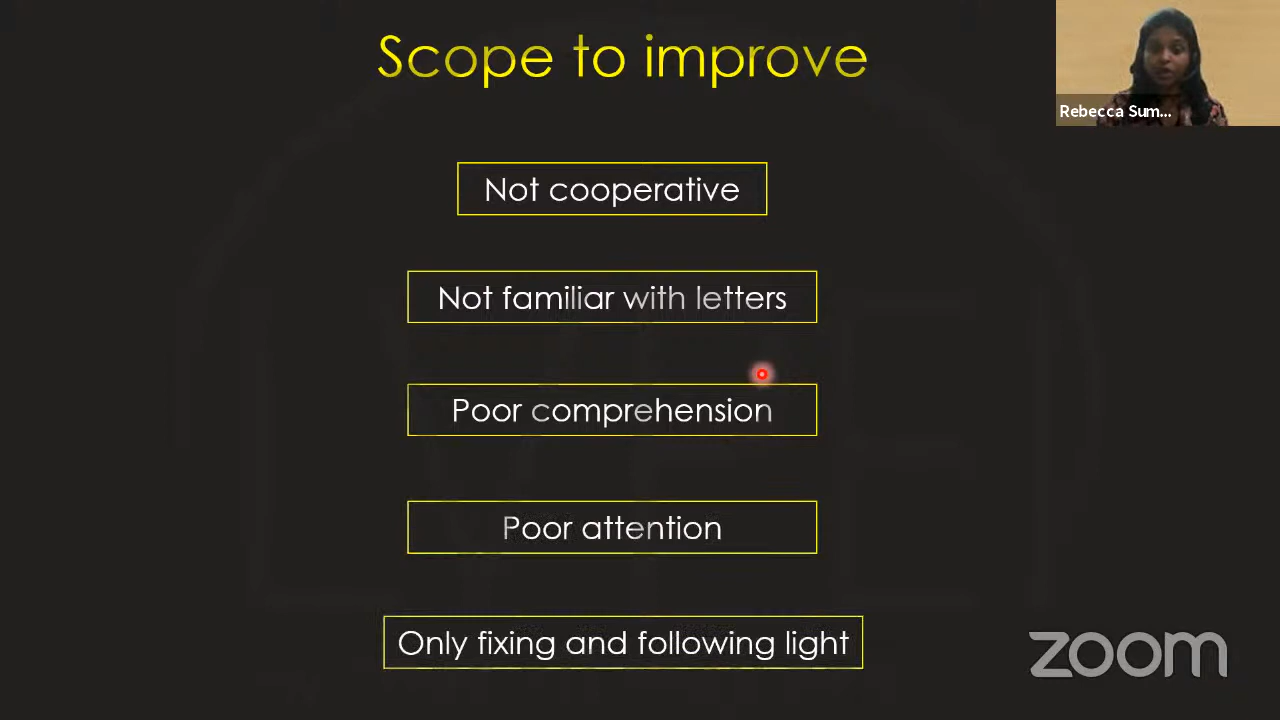 Scope to improve
Rebecca Sum...
Not cooperative
Not familiar with letters
Poor comprehension
Poor attention
Only fixing and following light
zoom